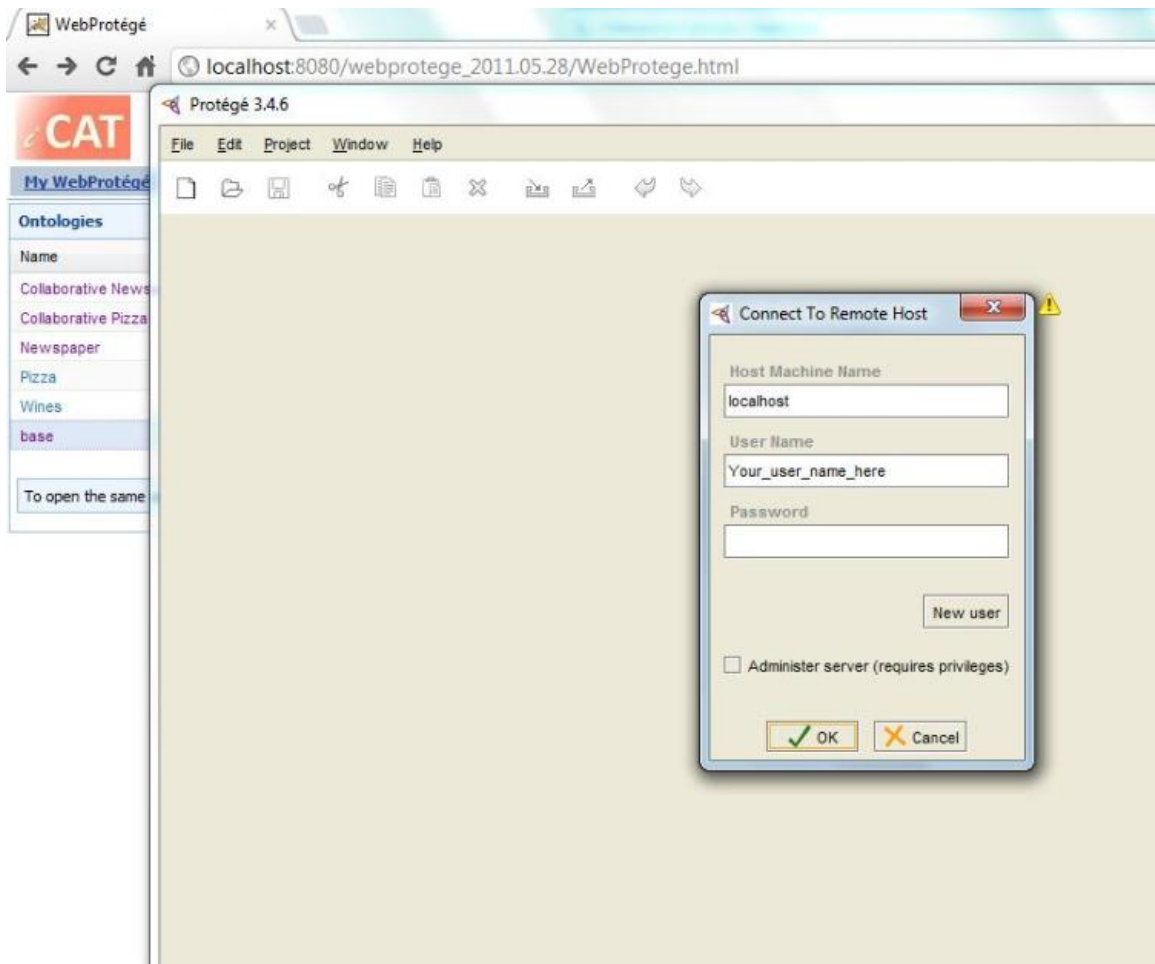 WebProtégé
localhost:8080/webprotege_2011.05.28/WebProtege.html
iCAT
My WebProtégé
Ontologies
Name
Collaborative News
Collaborative Pizza
Newspaper
Pizza
Wines
base
To open the same
Protégé 3.4.6
File Edit Project Window Help
Connect To Remote Host
Host Machine Name
localhost
User Name
Your_user_name_here
Password
New user
Administer server (requires privileges)
OK Cancel